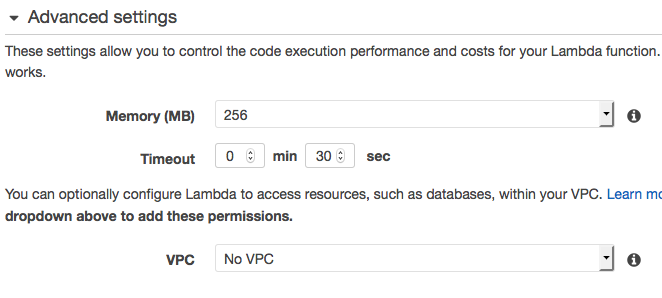 Advanced settings
These settings allow you to control the code execution performance and costs for your Lambda function.
works.
Memory (MB) 256
Timeout 0 min 30 sec
You can optionally configure Lambda to access resources, such as databases, within your VPC. Learn mo
dropdown above to add these permissions.
VPC No VPC